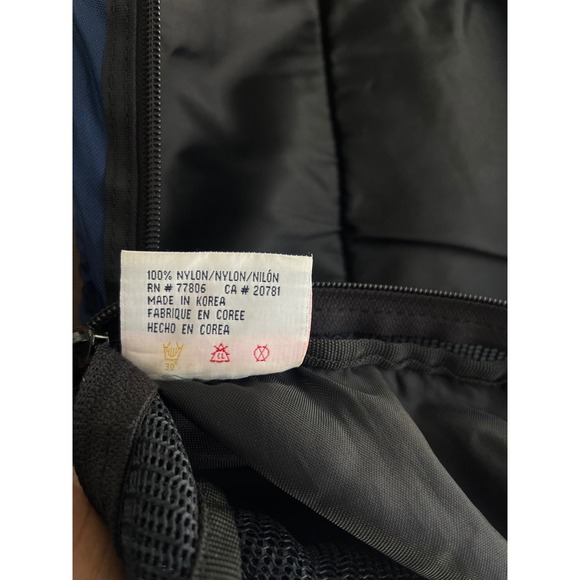 100% NYLON/NYLON/NILÓN
RN # 77806 CA # 20781
MADE IN KOREA
FABRIQUE EN COREE
HECHO EN COREA
30°
CL